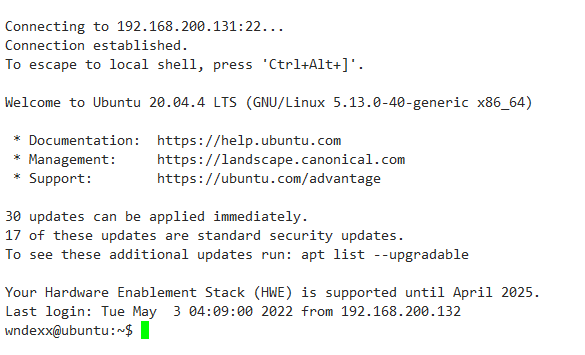 Connecting to 192.168.200.131:22...
Connection established.
To escape to local shell, press 'Ctrl+Alt+]'.
Welcome to Ubuntu 20.04.4 LTS (GNU/Linux 5.13.0-40-generic x86_64)
* Documentation:  https://help.ubuntu.com
* Management:     https://landscape.canonical.com
* Support:        https://ubuntu.com/advantage
30 updates can be applied immediately.
17 of these updates are standard security updates.
To see these additional updates run: apt list --upgradable
Your Hardware Enablement Stack (HWE) is supported until April 2025.
Last login: Tue May  3 04:09:00 2022 from 192.168.200.132
wndexx@ubuntu:~$